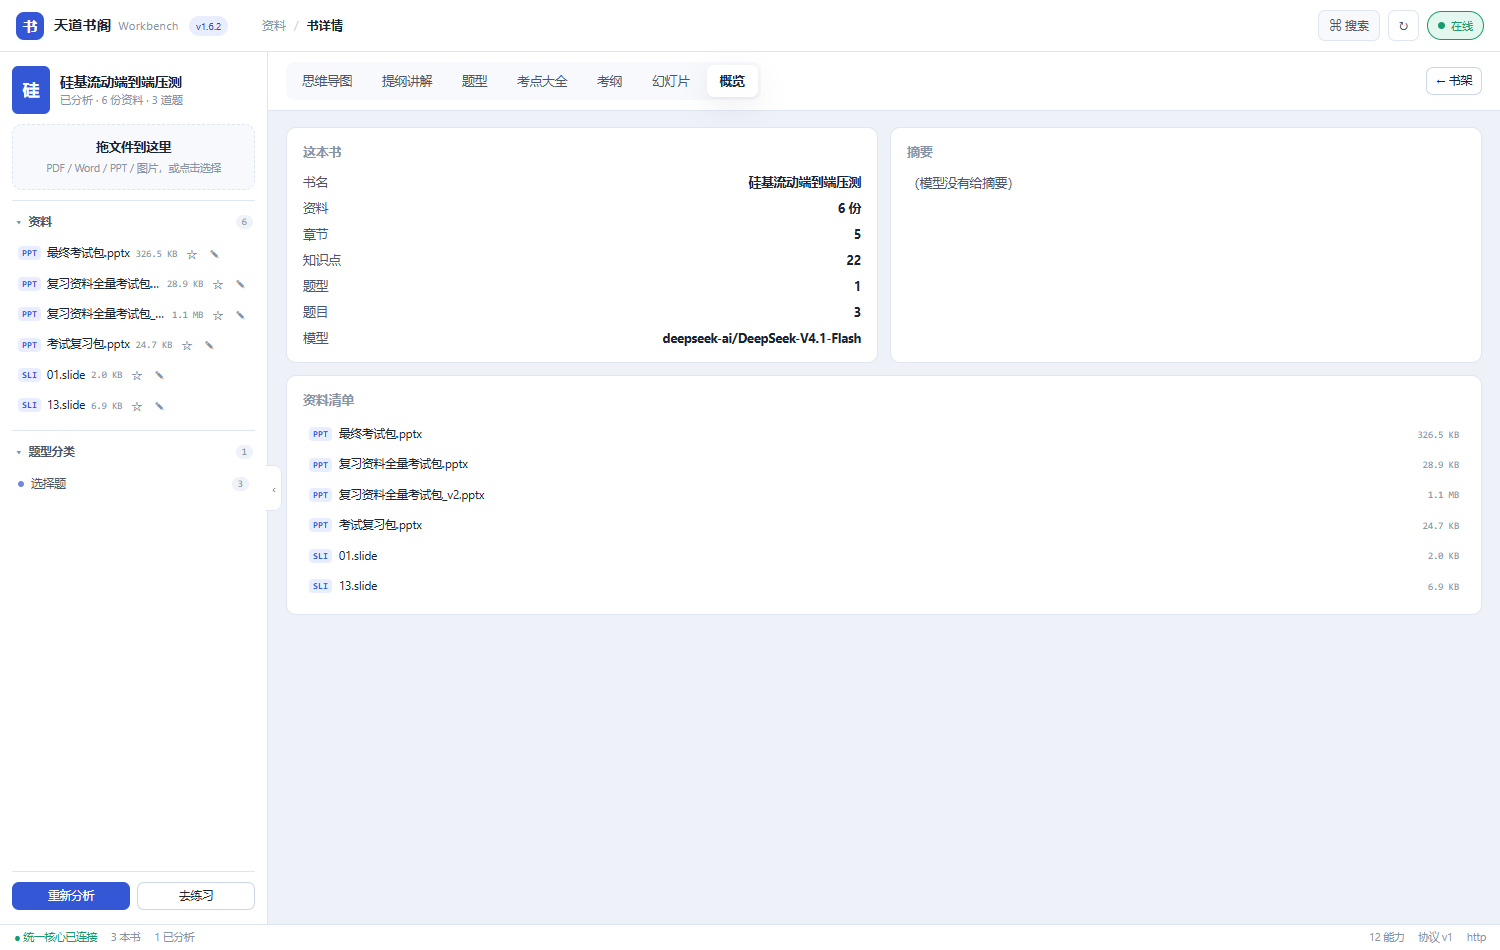 书 天道书阁 Workbench v1.6.2 资料 / 书详情 ⌘ 搜索 ↻ 在线
硅 硅基流动端到端压测
已分析 · 6 份资料 · 3 道题
拖文件到这里
PDF / Word / PPT / 图片，或点击选择
资料 6
PPT 最终考试包.pptx 326.5 KB ☆
PPT 复习资料全量考试包... 28.9 KB ☆
PPT 复习资料全量考试包_... 1.1 MB ☆
PPT 考试复习包.pptx 24.7 KB ☆
SLI 01.slide 2.0 KB ☆
SLI 13.slide 6.9 KB ☆
题型分类 1
选择题 3
重新分析 去练习
思维导图 提纲讲解 题型 考点大全 考纲 幻灯片 概览 ← 书架
这本书
书名 硅基流动端到端压测
资料 6 份
章节 5
知识点 22
题型 1
题目 3
模型 deepseek-ai/DeepSeek-V4.1-Flash
摘要
（模型没有给摘要）
资料清单
PPT 最终考试包.pptx 326.5 KB
PPT 复习资料全量考试包.pptx 28.9 KB
PPT 复习资料全量考试包_v2.pptx 1.1 MB
PPT 考试复习包.pptx 24.7 KB
SLI 01.slide 2.0 KB
SLI 13.slide 6.9 KB
统一核心已连接 3 本书 1 已分析 12 能力 协议 v1 http